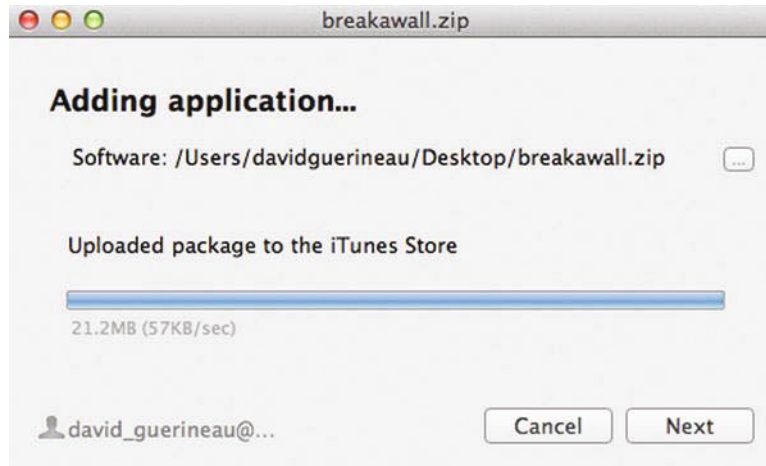 breakawall.zip
Adding application...
Software: /Users/davidguerineau/Desktop/breakawall.zip ...
Uploaded package to the iTunes Store
21.2MB (57KB/sec)
david_guerineau@... Cancel Next